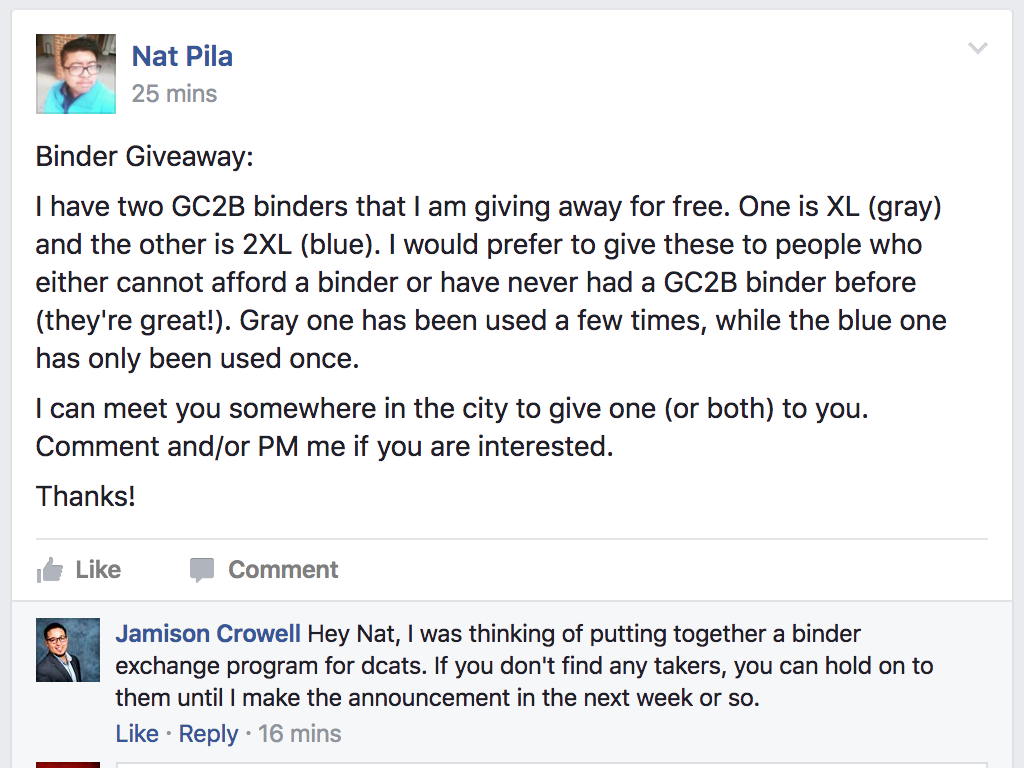 Nat Pila
25 mins
Binder Giveaway:
I have two GC2B binders that I am giving away for free. One is XL (gray)
and the other is 2XL (blue). I would prefer to give these to people who
either cannot afford a binder or have never had a GC2B binder before
(they're great!). Gray one has been used a few times, while the blue one
has only been used once.
I can meet you somewhere in the city to give one (or both) to you.
Comment and/or PM me if you are interested.
Thanks!
Like Comment
Jamison Crowell Hey Nat, I was thinking of putting together a binder
exchange program for dcats. If you don't find any takers, you can hold on to
them until I make the announcement in the next week or so.
Like · Reply · 16 mins